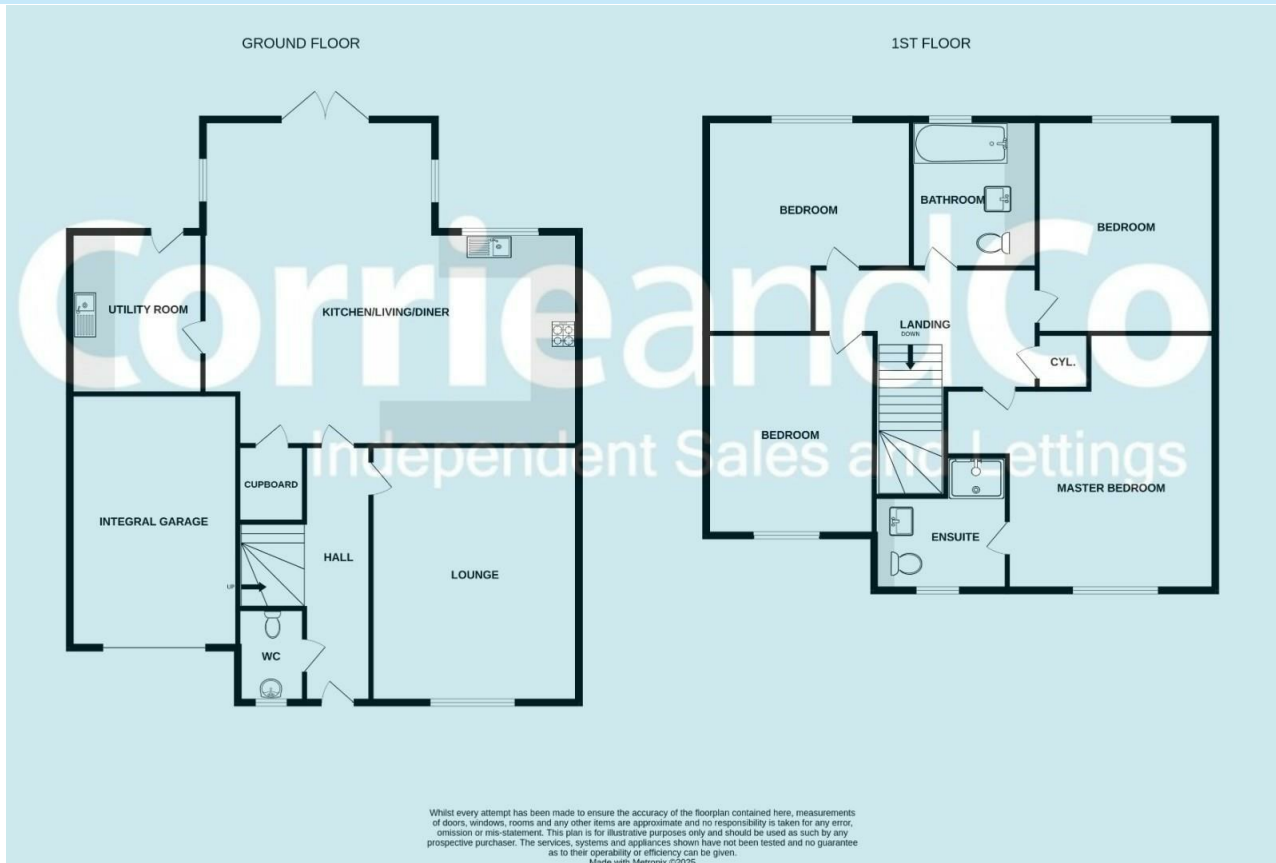 GROUND FLOOR
1ST FLOOR
BEDROOM
BATHROOM
BEDROOM
CorrieandCo
UTILITY ROOM
KITCHEN/LIVING/DINER
LANDING
DOWN
CYL.
BEDROOM
Independent Sales and Lettings
CUPBOARD
MASTER BEDROOM
INTEGRAL GARAGE
ENSUITE
HALL
LOUNGE
UP
WC
Whilst every attempt has been made to ensure the accuracy of the floorplan contained here, measurements
of doors, windows, rooms and any other items are approximate and no responsibility is taken for any error,
omission or mis-statement. This plan is for illustrative purposes only and should be used as such by any
prospective purchaser. The services, systems and appliances shown have not been tested and no guarantee
as to their operability or efficiency can be given.
Made with Metropix ©2025